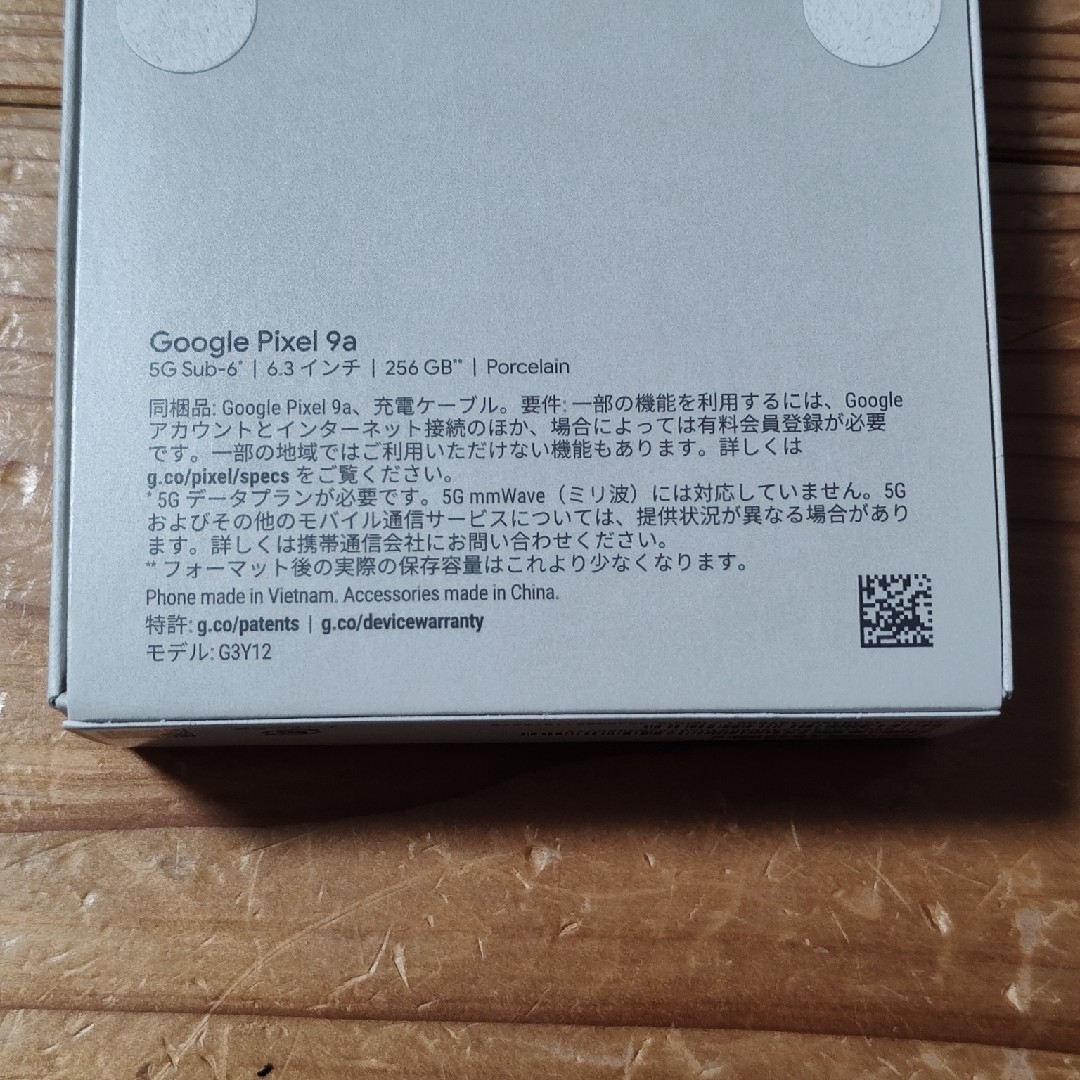 Google Pixel 9a
5G Sub-6* | 6.3 インチ | 256 GB** | Porcelain
同梱品: Google Pixel 9a、充電ケーブル。要件: 一部の機能を利用するには、Google
アカウントとインターネット接続のほか、場合によっては有料会員登録が必要
です。一部の地域ではご利用いただけない機能もあります。詳しくは
g.co/pixel/specs をご覧ください。
* 5G データプランが必要です。5G mmWave（ミリ波）には対応していません。5G
およびその他のモバイル通信サービスについては、提供状況が異なる場合があり
ます。詳しくは携帯通信会社にお問い合わせください。
** フォーマット後の実際の保存容量はこれより少なくなります。
Phone made in Vietnam. Accessories made in China.
特許: g.co/patents | g.co/devicewarranty
モデル: G3Y12